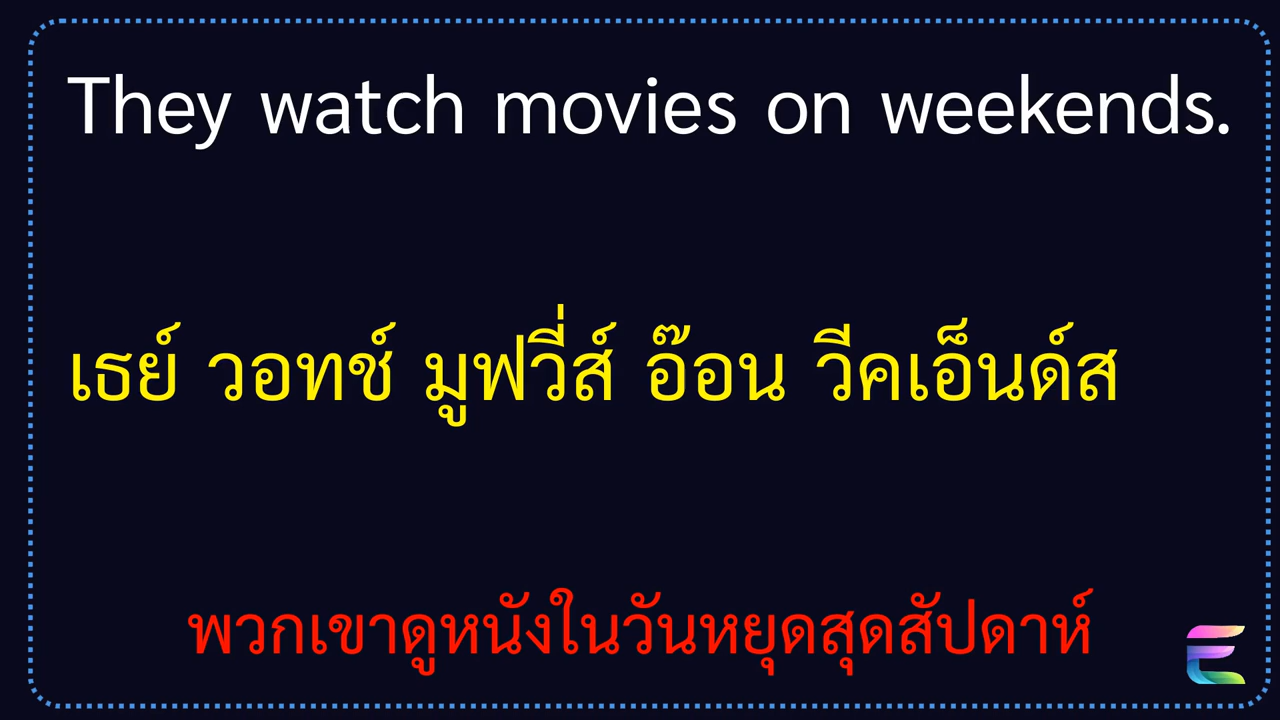 They watch movies on weekends.
เธย์ วอทช์ มูฟวี่ส์ อ๊อน วีคเอ็นด์ส
พวกเขาดูหนังในวันหยุดสุดสัปดาห์